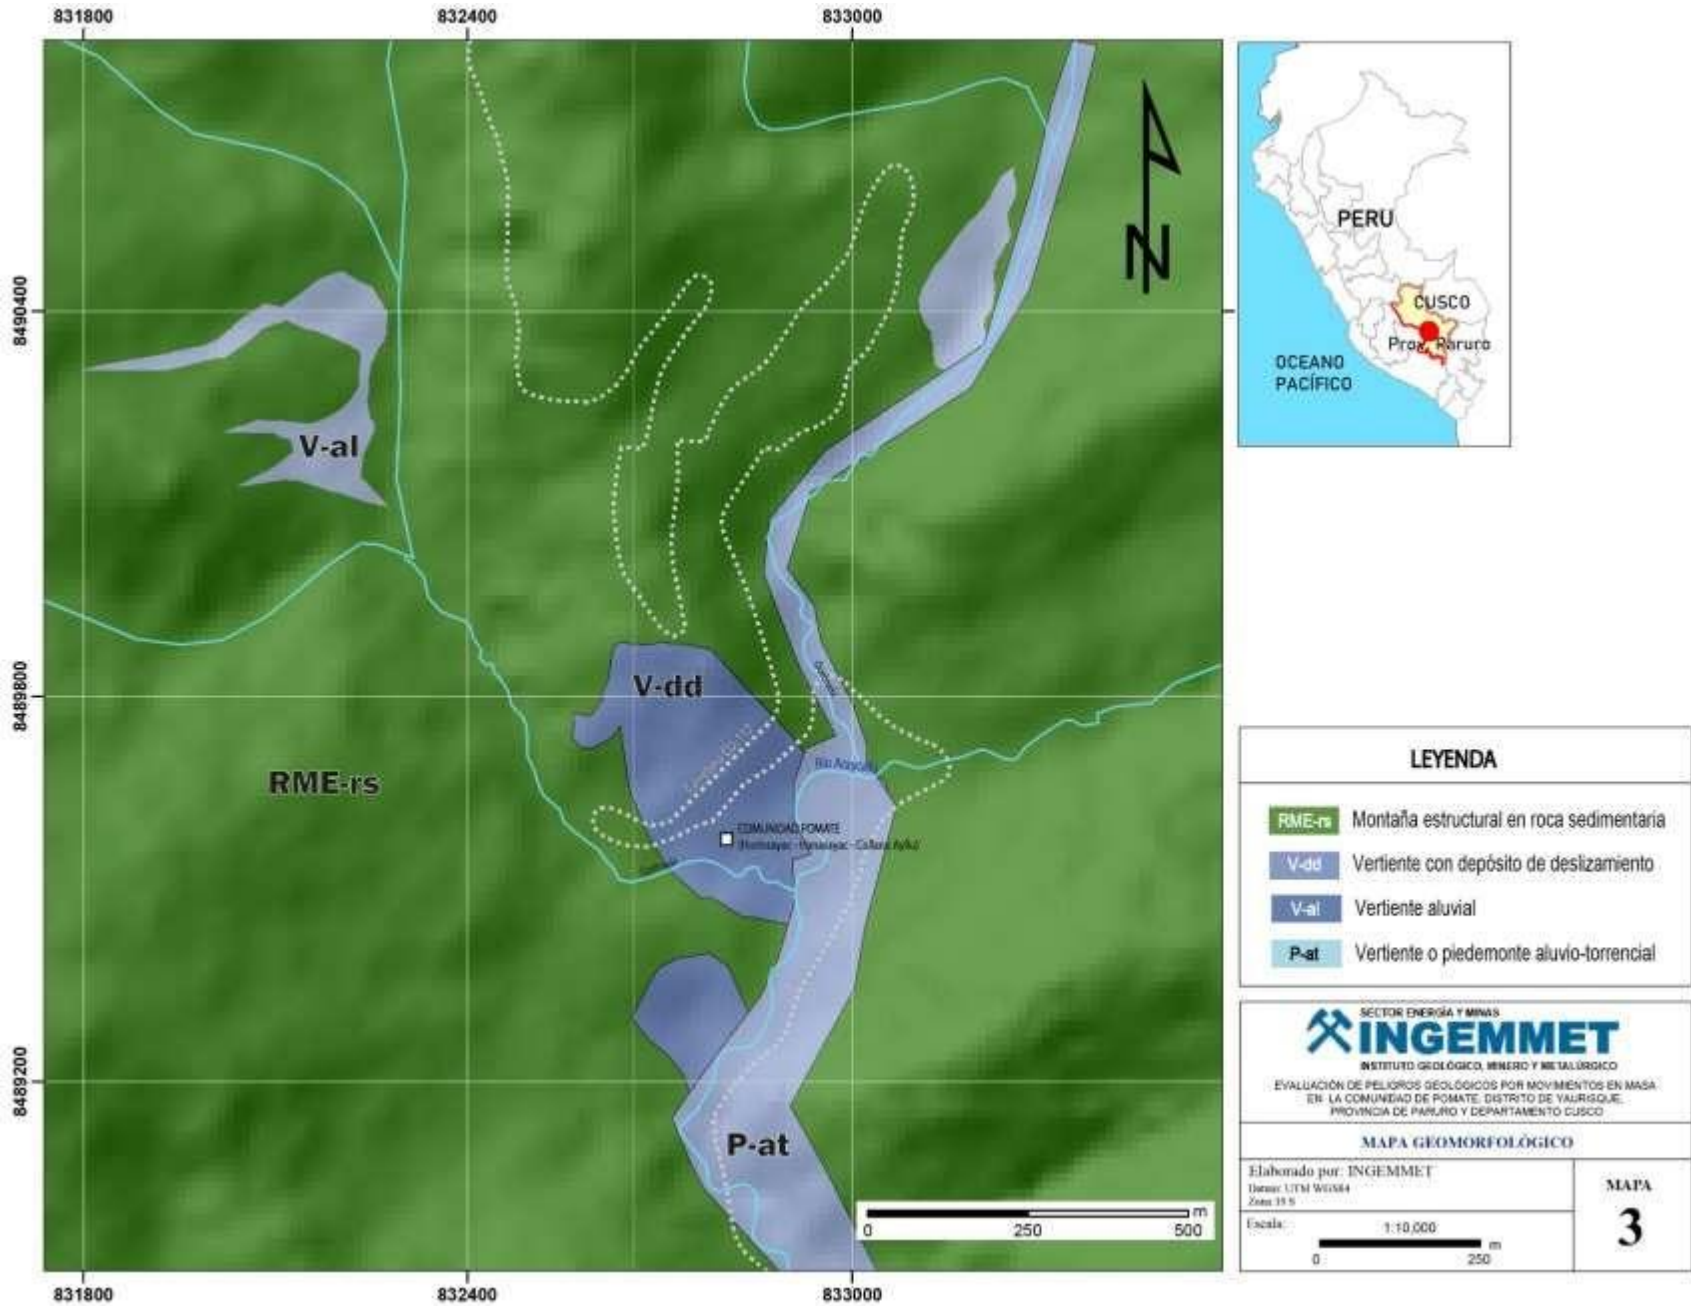 831800
832400
833000
8490400
8489800
8489200
V-al
V-dd
RME-rs
P-at
COMUNIDAD POMATE
N
0
250
500
m
831800
832400
833000
PERU
CUSCO
Prov. Paruro
OCEANO
PACÍFICO
LEYENDA
RME-rs Montaña estructural en roca sedimentaria
V-dd Vertiente con depósito de deslizamiento
V-al Vertiente aluvial
P-at Vertiente o piedemonte aluvio-torrencial
SECTOR ENERGÍA Y MINAS
INGEMMET
INSTITUTO GEOLÓGICO, MINERO Y METALÚRGICO
EVALUACIÓN DE PELIGROS GEOLÓGICOS POR MOVIMIENTOS EN MASA
EN LA COMUNIDAD DE POMATE, DISTRITO DE YAURISQUE,
PROVINCIA DE PARURO Y DEPARTAMENTO CUSCO
MAPA GEOMORFOLÓGICO
Elaborado por: INGEMMET
Datum: UTM WGS84
Zona: 19 S
Escala:
1:10,000
0
250
m
MAPA
3